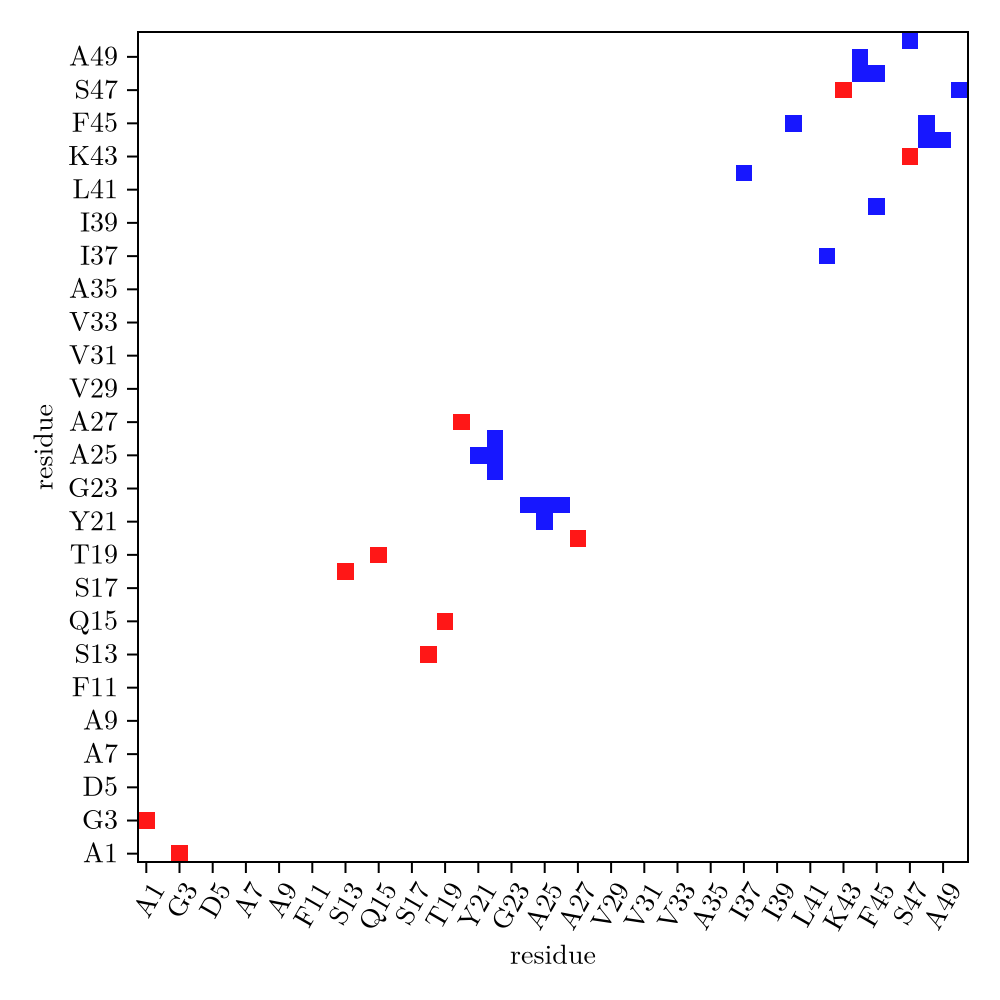 A49
S47
F45
K43
L41
I39
I37
A35
V33
V31
V29
A27
A25
G23
Y21
T19
S17
Q15
S13
F11
A9
A7
D5
G3
A1
residue
A1 G3 D5 A7 A9 F11 S13 Q15 S17 T19 Y21 G23 A25 A27 V29 V31 V33 A35 I37 I39 L41 K43 F45 S47 A49
residue